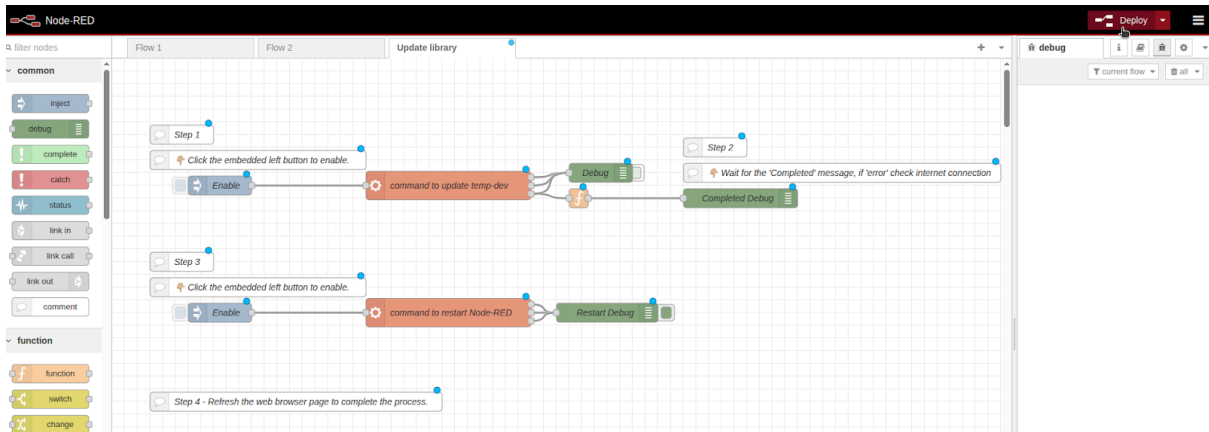 Node-RED
Deploy
filter nodes
Flow 1
Flow 2
Update library
debug
i
current flow
all
common
inject
debug
complete
catch
status
link in
link call
link out
comment
function
function
switch
change
Step 1
Click the embedded left button to enable.
Enable
command to update temp-dev
Debug
f
Step 2
Wait for the 'Completed' message, if 'error' check internet connection
Completed Debug
Step 3
Click the embedded left button to enable.
Enable
command to restart Node-RED
Restart Debug
Step 4 - Refresh the web browser page to complete the process.